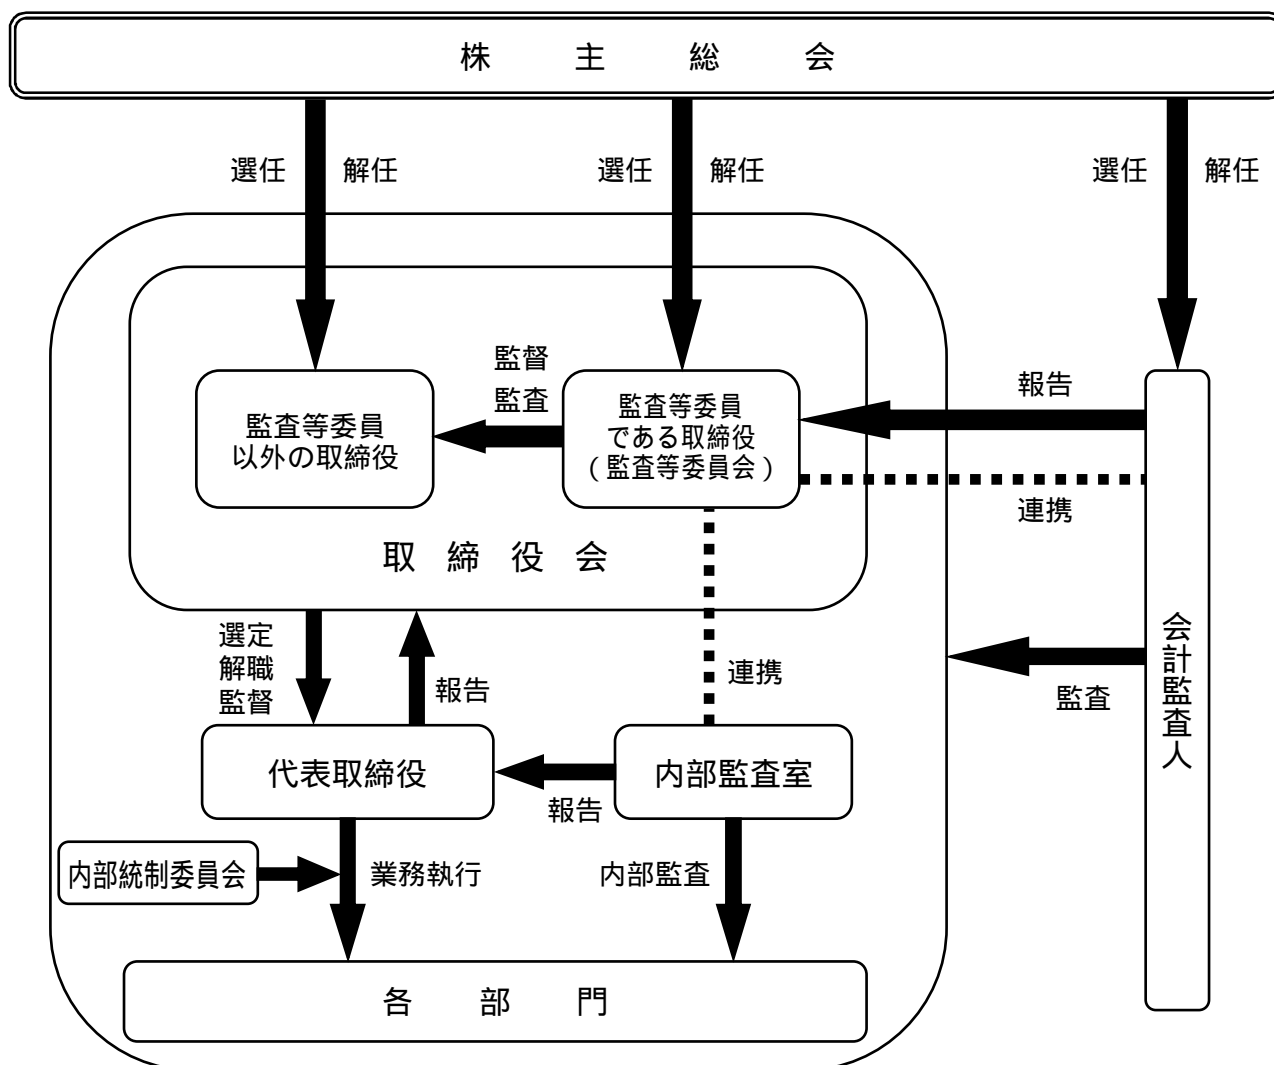 株主総会
選任 解任
選任 解任
選任 解任
監督
監査
監査等委員
以外の取締役
監査等委員
である取締役
(監査等委員会)
報告
連携
取締役会
選定
解職
監督
報告
連携
監査
会計監査人
代表取締役
報告
内部監査室
内部統制委員会
業務執行
内部監査
各部門